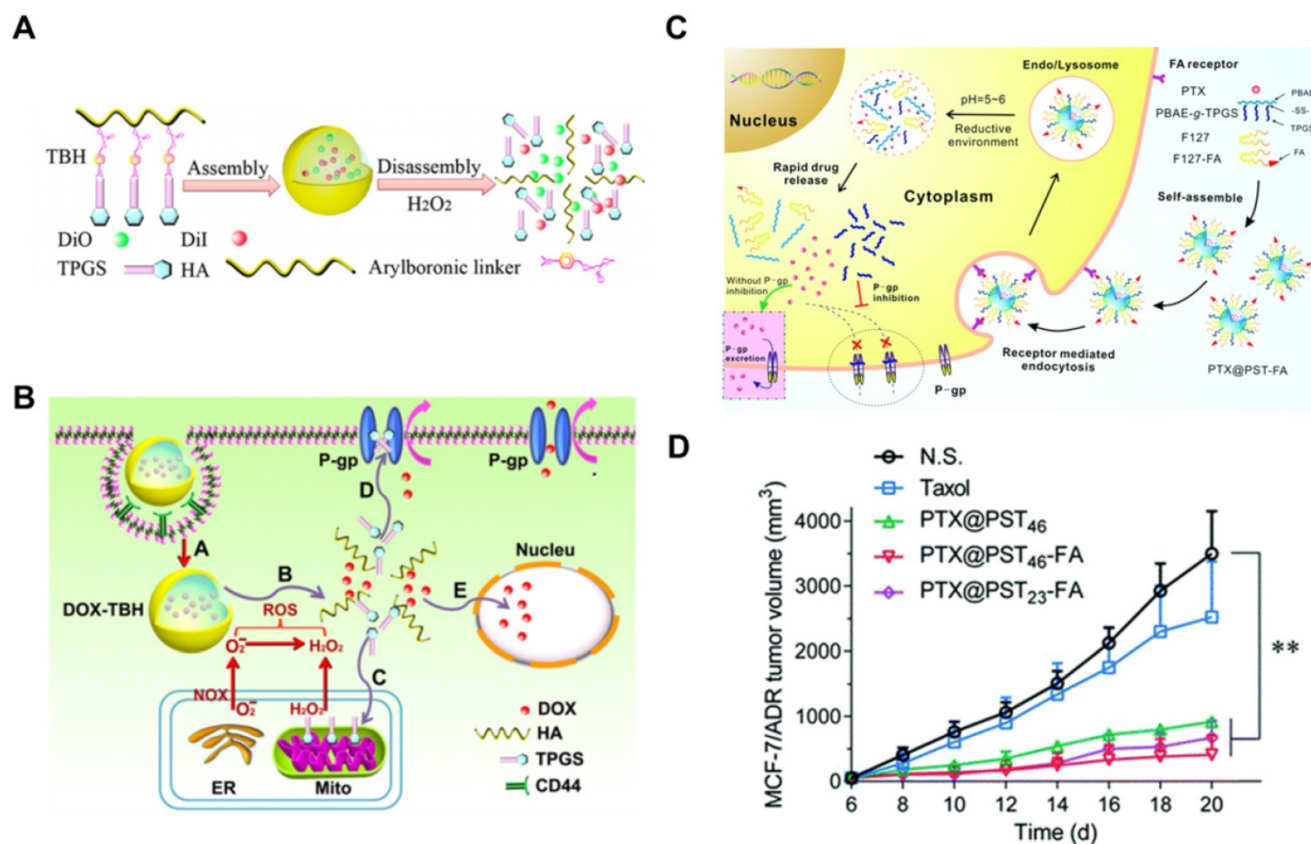 A
TBH
Assembly
Disassembly
H2O2
DiO
DiI
TPGS
HA
Arylboronic linker
B
P-gp
P-gp
D
A
DOX-TBH
B
ROS
O2-
H2O2
E
Nucleu
C
NOX
O2-
H2O2
ER
Mito
DOX
HA
TPGS
CD44
C
Nucleus
pH=5~6
Reductive
environment
Endo/Lysosome
FA receptor
PTX
PBAE-g-TPGS
F127
F127-FA
PBAE
-SS-
TPGS
FA
Rapid drug
release
Cytoplasm
Self-assemble
Without P-gp
inhibition
P-gp
inhibition
P-gp
excretion
P-gp
Receptor mediated
endocytosis
PTX@PST-FA
D
N.S.
Taxol
PTX@PST46
PTX@PST46-FA
PTX@PST23-FA
MCF-7/ADR tumor volume (mm3)
4000
3000
2000
1000
0
**
6 8 10 12 14 16 18 20
Time (d)